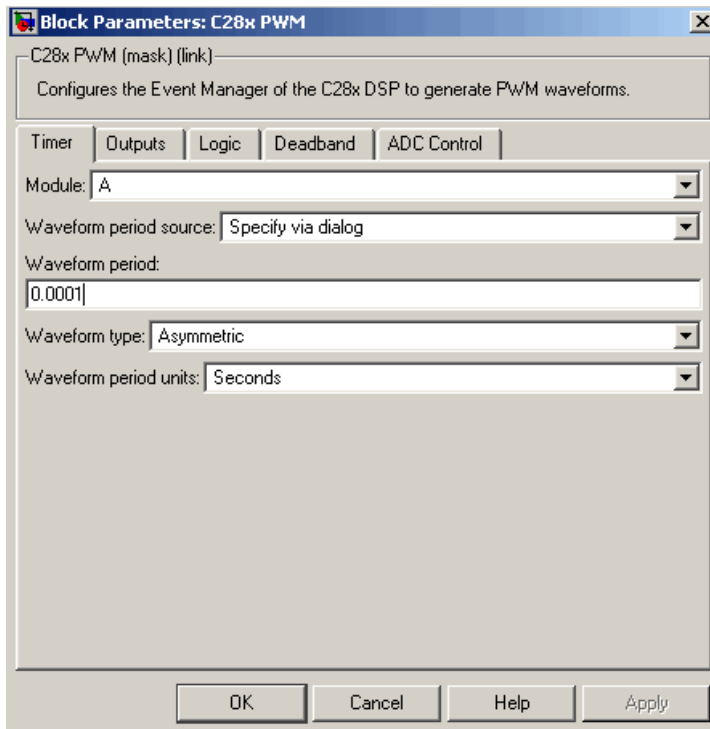 Block Parameters: C28x PWM
C28x PWM (mask) (link)
Configures the Event Manager of the C28x DSP to generate PWM waveforms.
Timer Outputs Logic Deadband ADC Control
Module: A
Waveform period source: Specify via dialog
Waveform period:
0.0001
Waveform type: Asymmetric
Waveform period units: Seconds
OK Cancel Help Apply